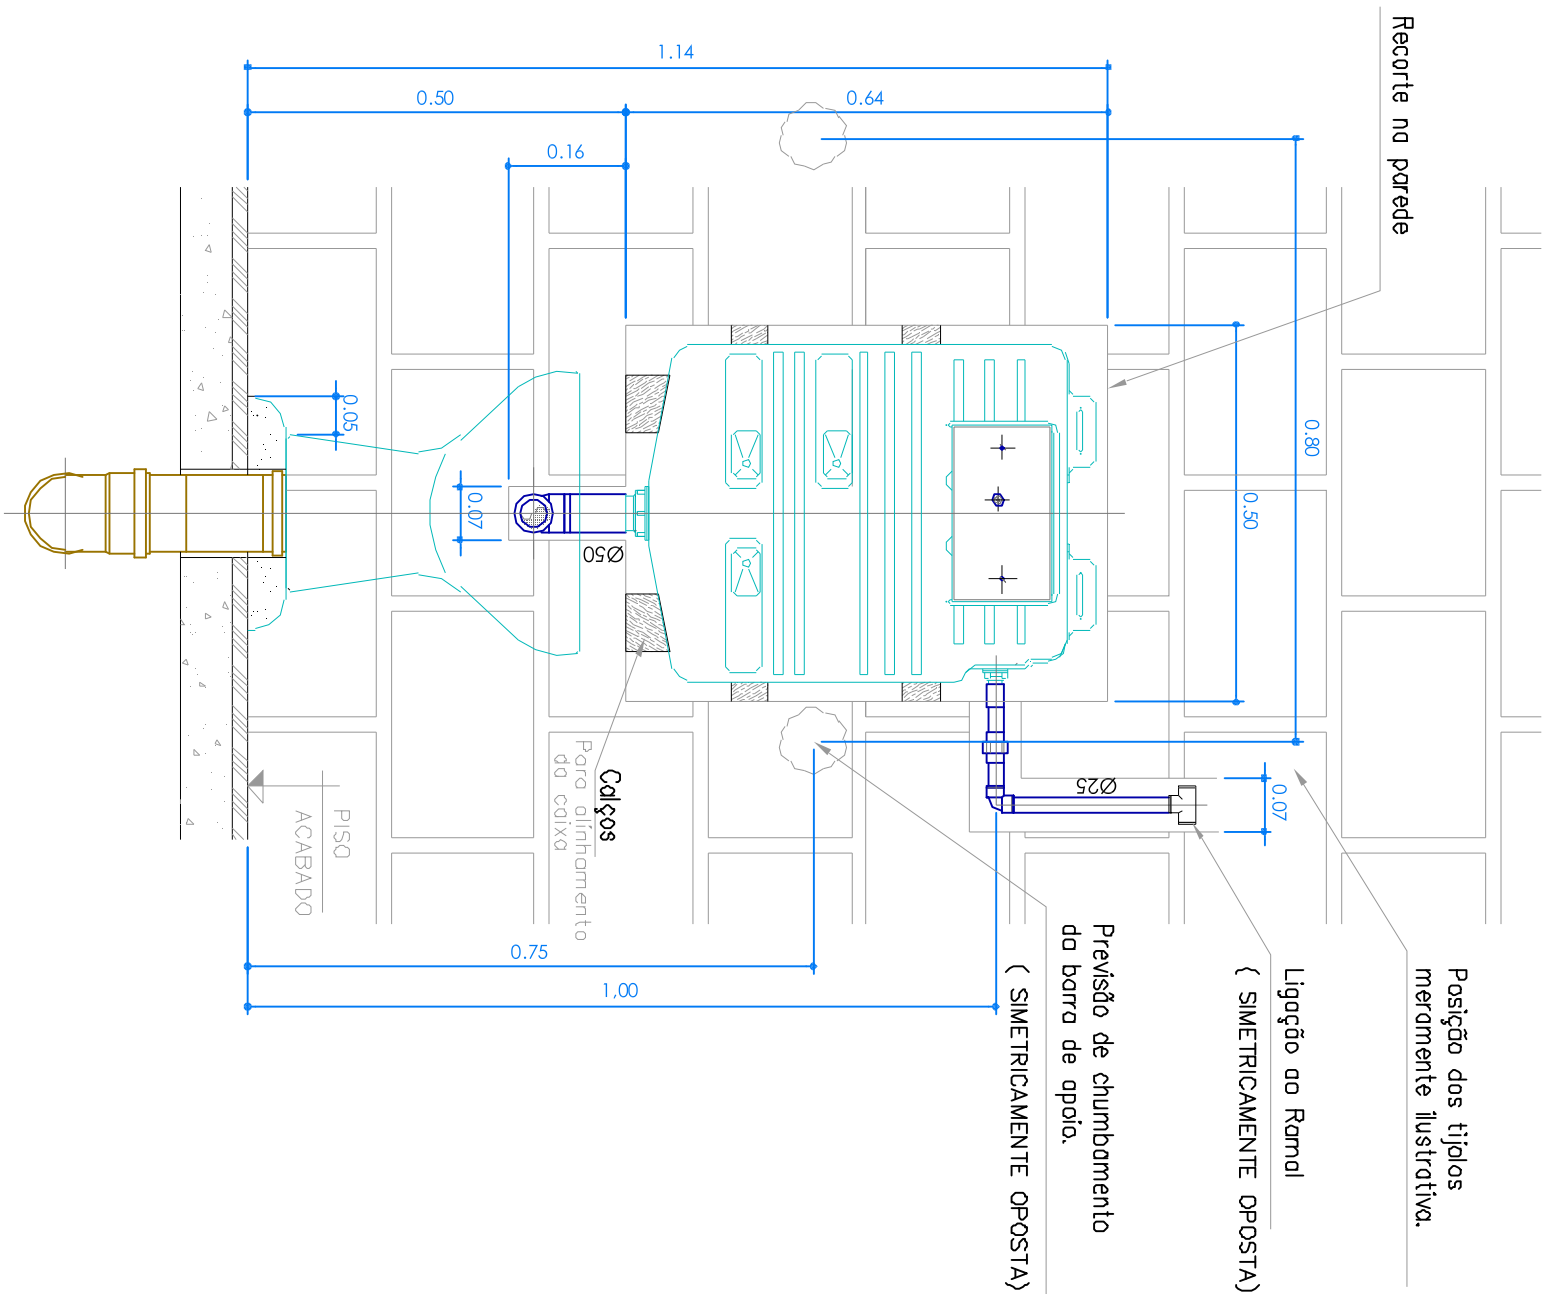 Recorte na parede
1.14
0.50
0.64
0.16
0.80
0.50
0.05
0.07
Ø50
Ø25
0.07
Calços
Para alinhamento
da caixa
PISO
ACABADO
0.75
1,00
Posição dos tijolos
meramente ilustrativa.
Ligação ao Ramal
( SIMETRICAMENTE OPOSTA)
Previsão de chumbamento
da barra de apoio.
( SIMETRICAMENTE OPOSTA)